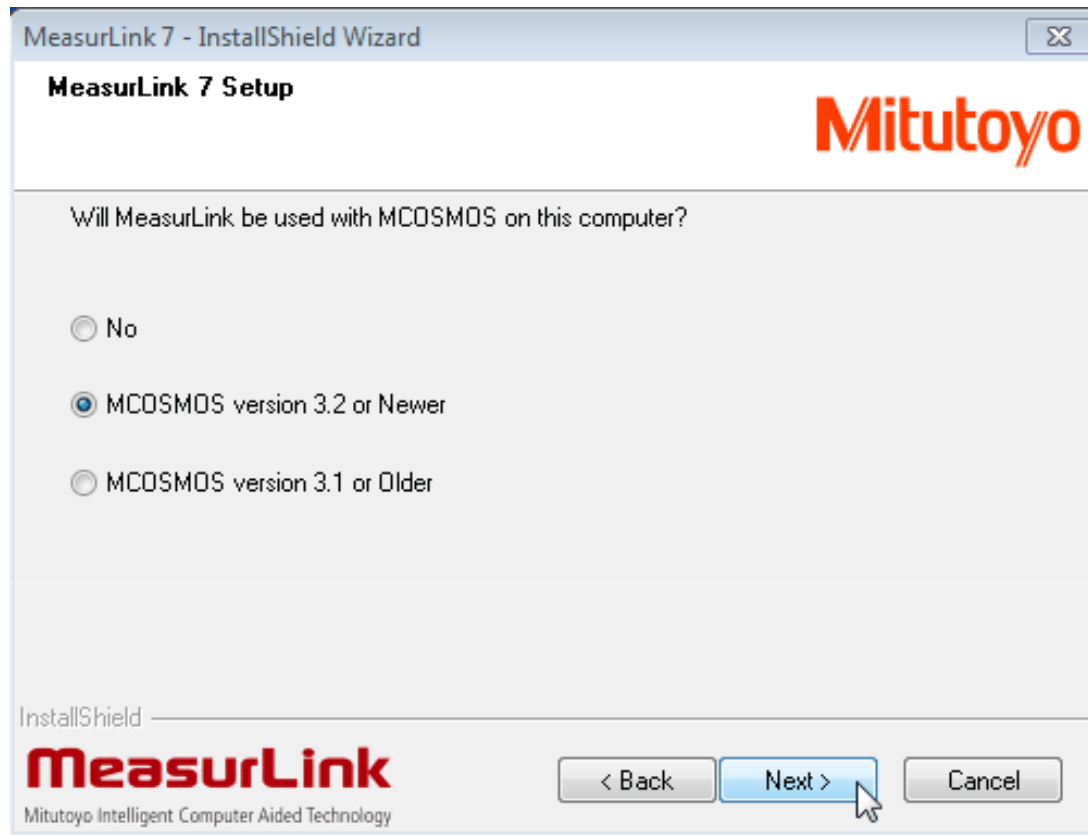 MeasurLink 7 - InstallShield Wizard
MeasurLink 7 Setup
Mitutoyo
Will MeasurLink be used with MCOSMOS on this computer?
No
MCOSMOS version 3.2 or Newer
MCOSMOS version 3.1 or Older
InstallShield
MeasurLink
Mitutoyo Intelligent Computer Aided Technology
< Back
Next >
Cancel